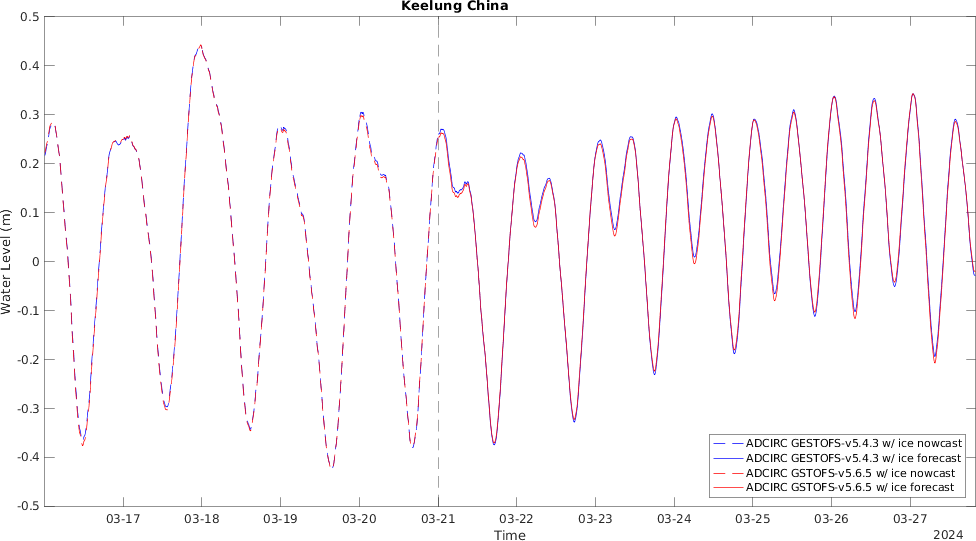 Keelung China
0.5
0.4
0.3
0.2
0.1
0
-0.1
-0.2
-0.3
-0.4
-0.5
Water Level (m)
ADCIRC GESTOFS-v5.4.3 w/ ice nowcast
ADCIRC GESTOFS-v5.4.3 w/ ice forecast
ADCIRC GSTOFS-v5.6.5 w/ ice nowcast
ADCIRC GSTOFS-v5.6.5 w/ ice forecast
03-17 03-18 03-19 03-20 03-21 03-22 03-23 03-24 03-25 03-26 03-27
Time
2024